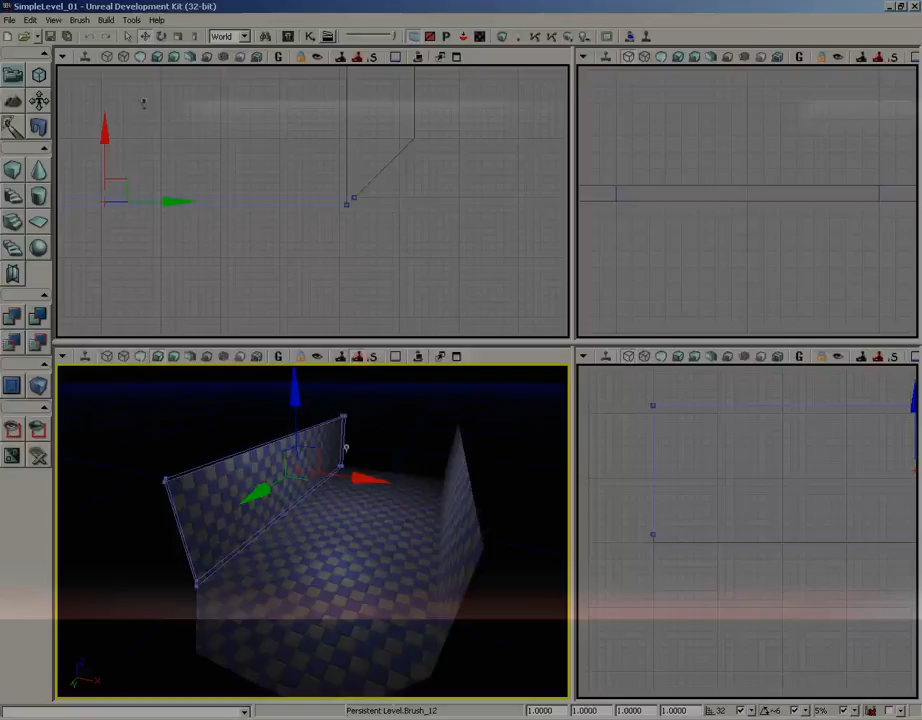 SimpleLevel_01 - Unreal Development Kit (32-bit)
File Edit View Brush Build Tools Help
World
G
P
K
S
G
S
G
S
G
S
Z
X
Y
Persistent Level.Brush_12
1.0000 1.0000 1.0000 1.0000 32 ~6 5%